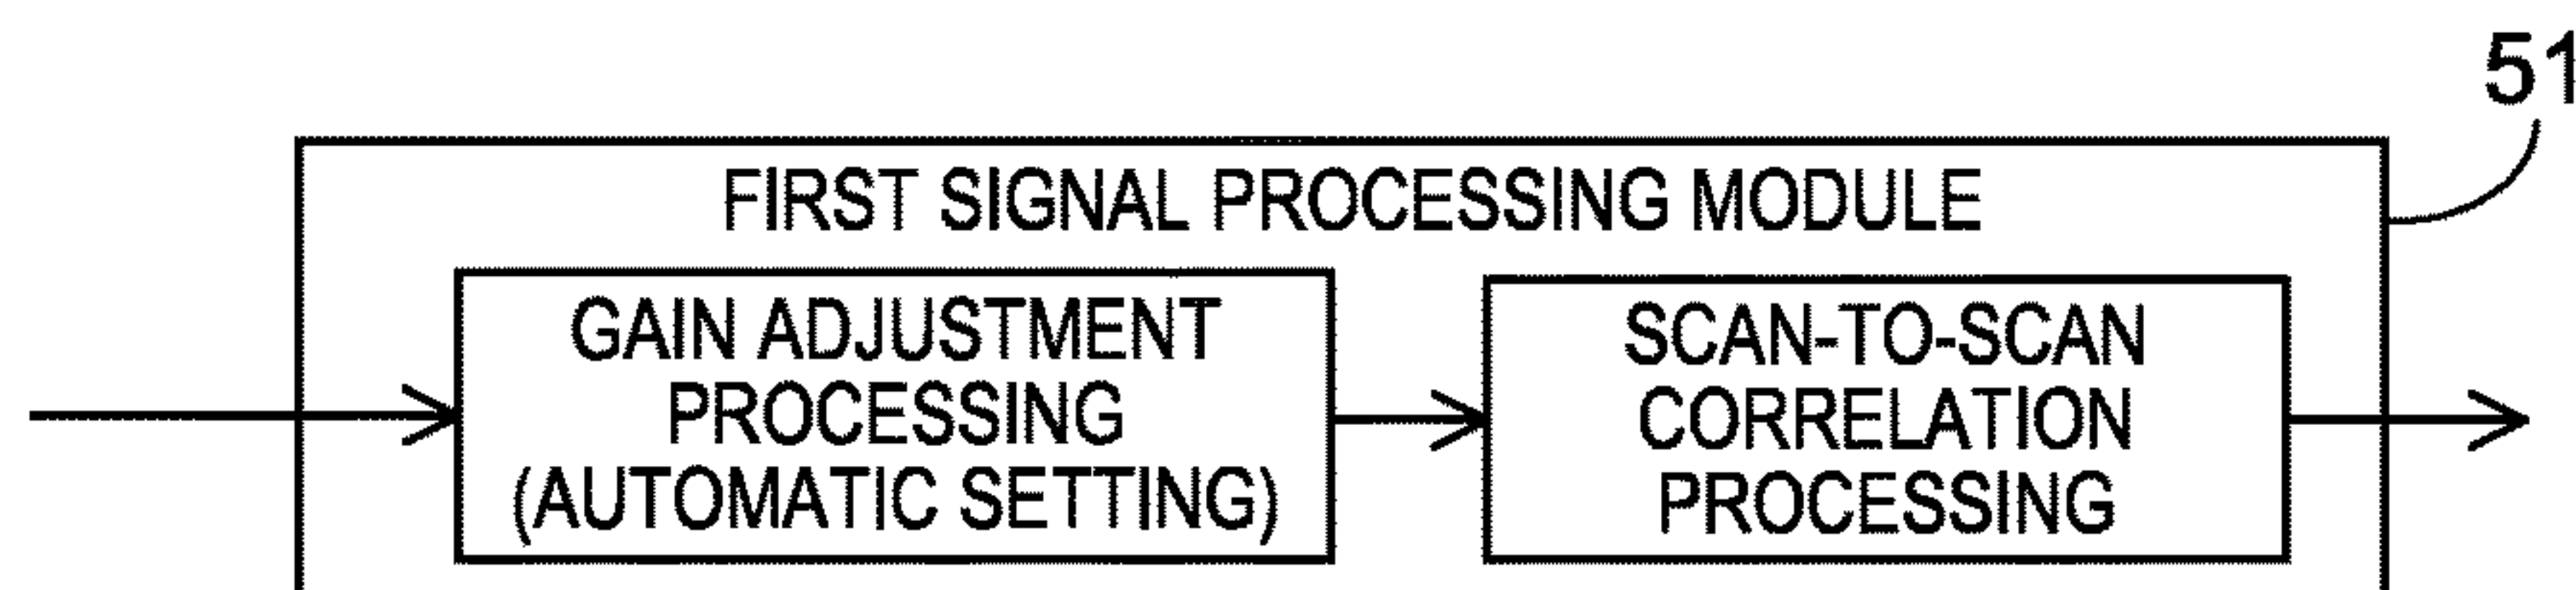 51
FIRST SIGNAL PROCESSING MODULE
GAIN ADJUSTMENT
PROCESSING
(AUTOMATIC SETTING)
SCAN-TO-SCAN
CORRELATION
PROCESSING